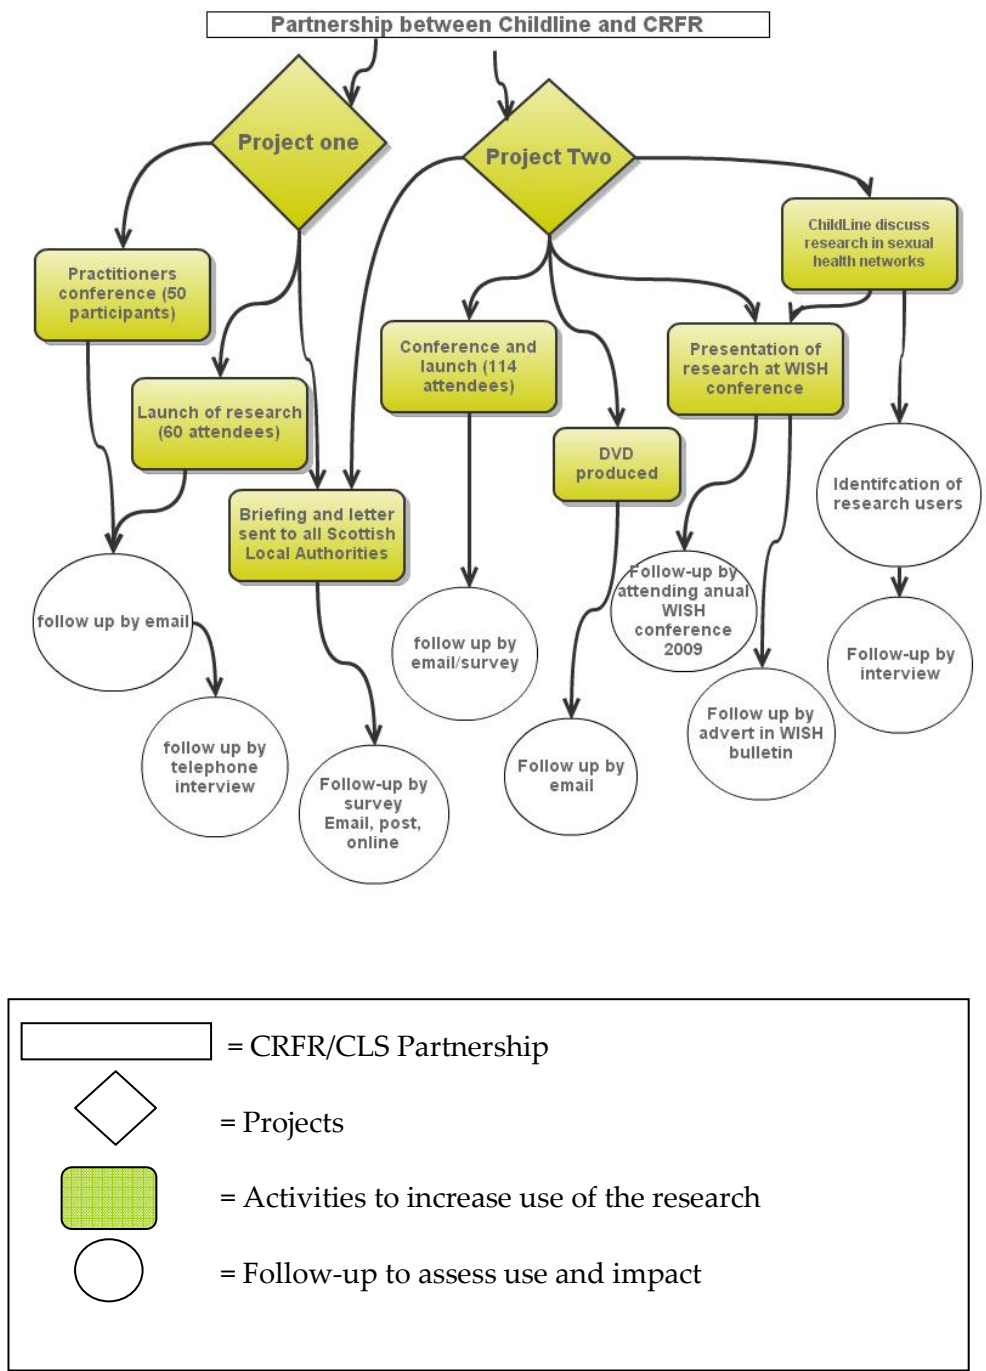 Partnership between Childline and CRFR
Project one
Project Two
ChildLine discuss
research in sexual
health networks
Practitioners
conference (50
participants)
Conference and
launch (114
attendees)
Presentation of
research at WISH
conference
Launch of research
(60 attendees)
DVD
produced
Identifcation of
research users
Briefing and letter
sent to all Scottish
Local Authorities
follow up by email
follow up by
email/survey
Follow-up by
attending anual
WISH
conference
2009
Follow-up by
interview
follow up by
telephone
interview
Follow-up by
survey
Email, post,
online
Follow up by
email
Follow up by
advert in WISH
bulletin
= CRFR/CLS Partnership
= Projects
= Activities to increase use of the research
= Follow-up to assess use and impact